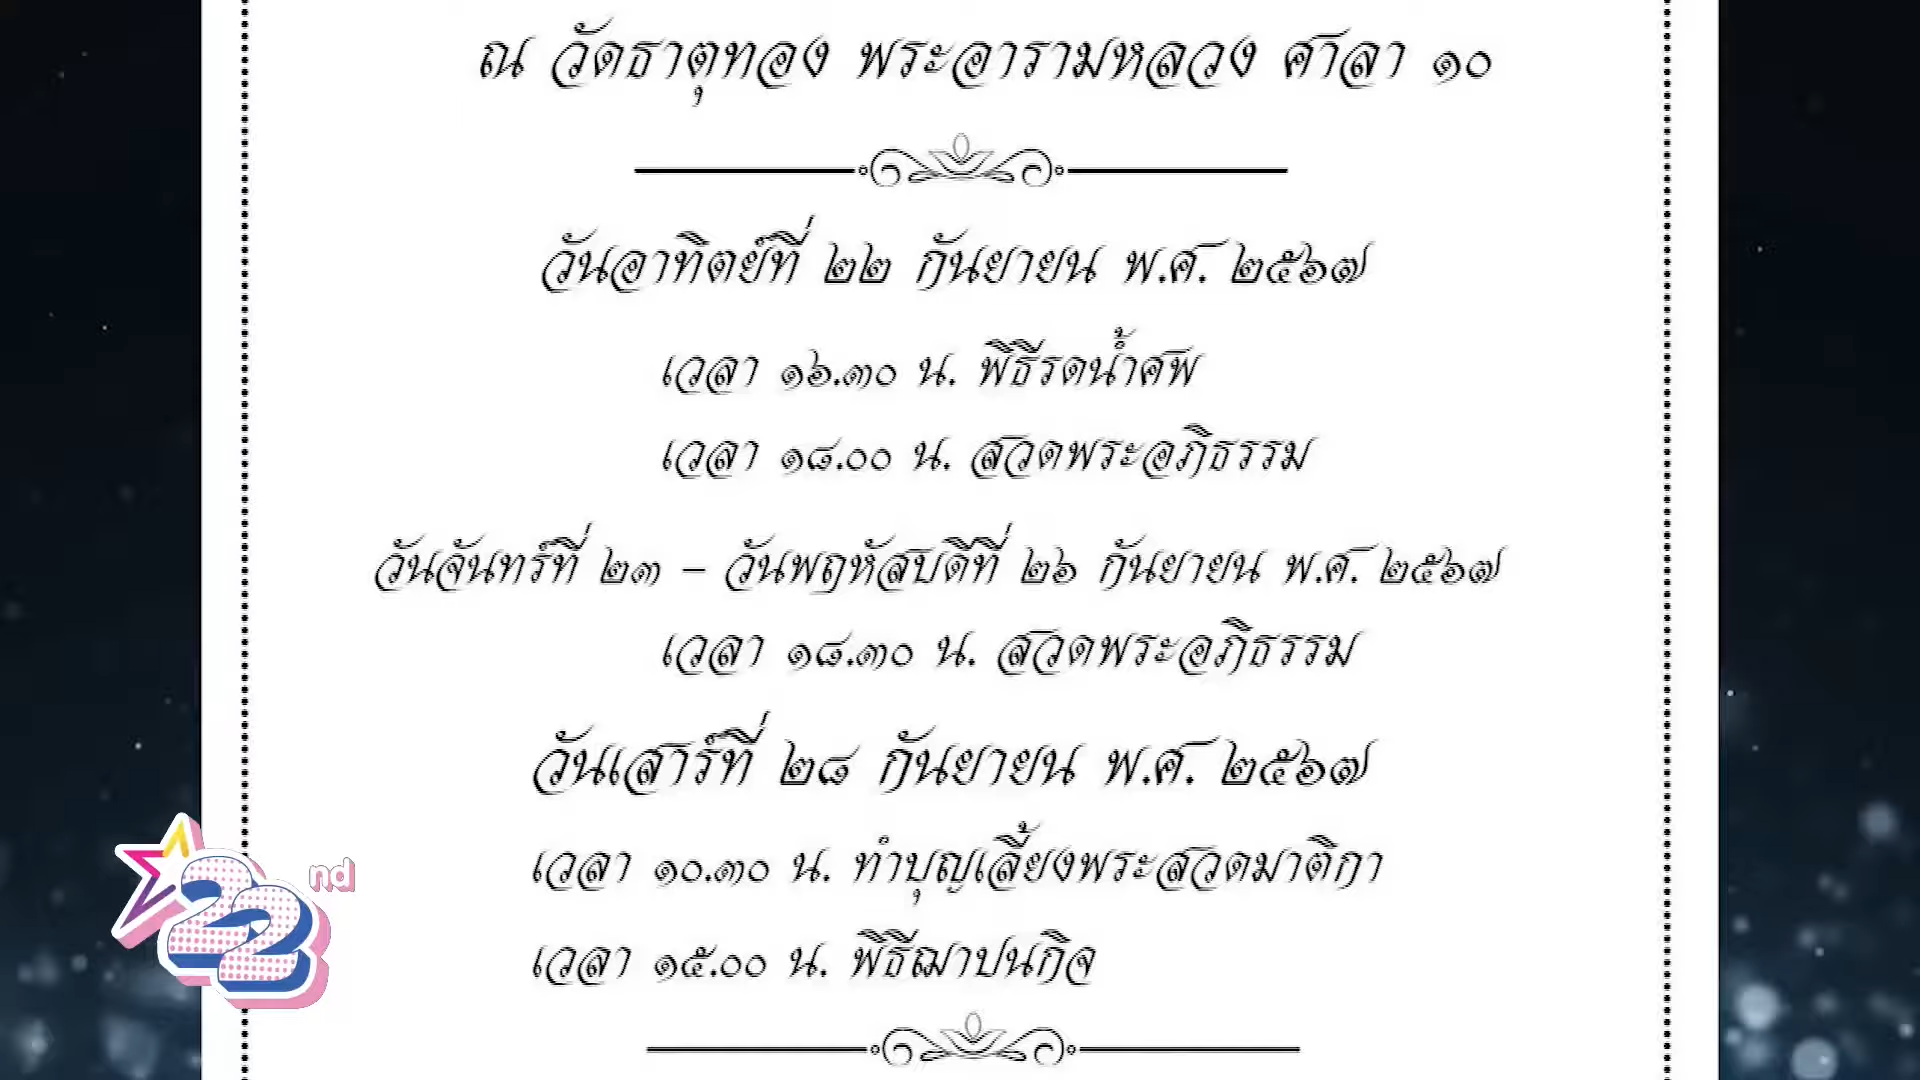 ณ วัดธาตุทอง พระอารามหลวง ศาลา ๑๐
วันอาทิตย์ที่ ๒๒ กันยายน พ.ศ. ๒๕๖๗
เวลา ๑๖.๓๐ น. พิธีรดน้ำศพ
เวลา ๑๘.๐๐ น. สวดพระอภิธรรม
วันจันทร์ที่ ๒๓ – วันพฤหัสบดีที่ ๒๖ กันยายน พ.ศ. ๒๕๖๗
เวลา ๑๘.๓๐ น. สวดพระอภิธรรม
วันเสาร์ที่ ๒๘ กันยายน พ.ศ. ๒๕๖๗
เวลา ๑๐.๓๐ น. ทำบุญเลี้ยงพระสวดมาติกา
เวลา ๑๕.๐๐ น. พิธีฌาปนกิจ
22nd